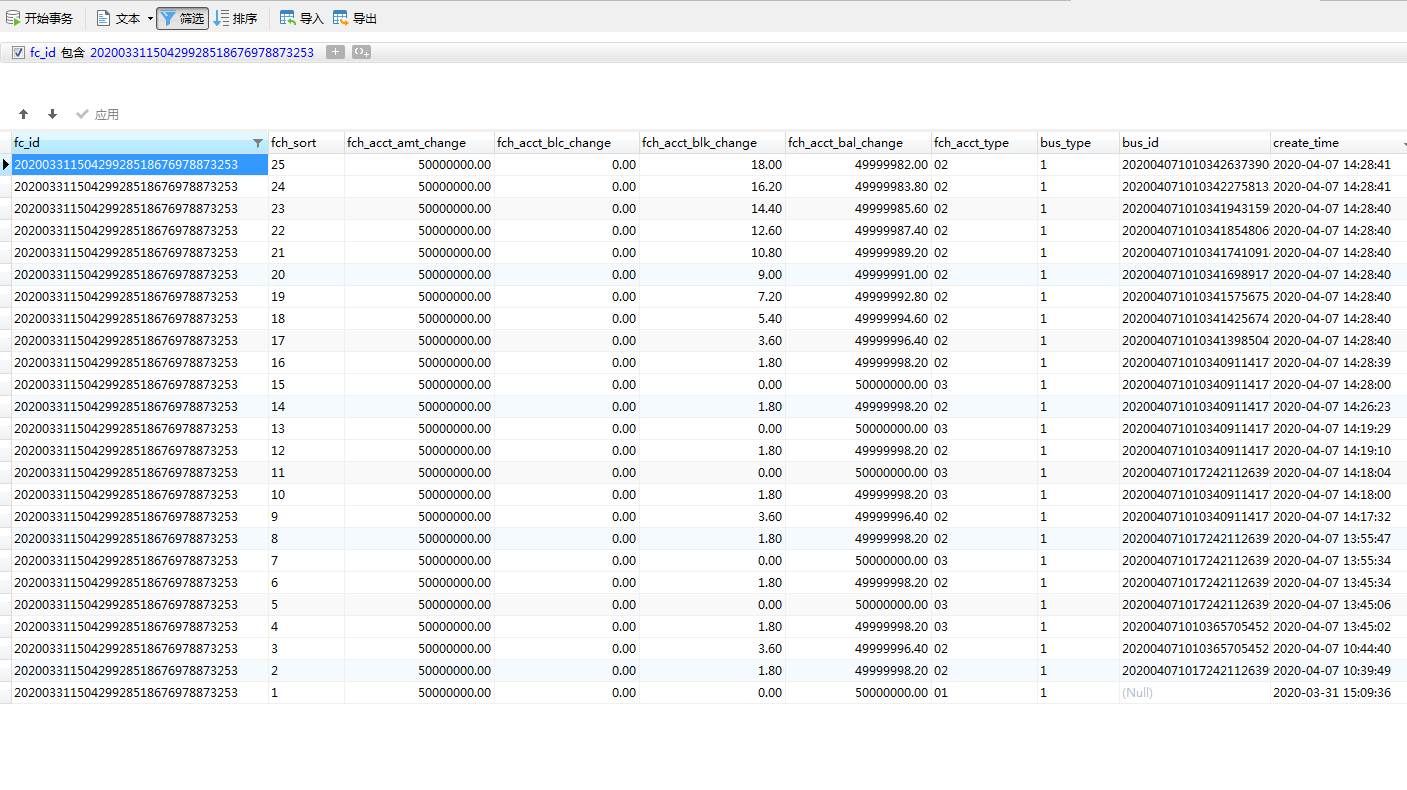 开始事务 文本 筛选 排序 导入 导出
fc_id 包含 20200331150429928518676978873253
应用
fc_id fch_sort fch_acct_amt_change fch_acct_blc_change fch_acct_blk_change fch_acct_bal_change fch_acct_type bus_type bus_id create_time
20200331150429928518676978873253 25 50000000.00 0.00 18.00 49999982.00 02 1 202004071010342637390 2020-04-07 14:28:41
20200331150429928518676978873253 24 50000000.00 0.00 16.20 49999983.80 02 1 202004071010342275813 2020-04-07 14:28:41
20200331150429928518676978873253 23 50000000.00 0.00 14.40 49999985.60 02 1 202004071010341943159 2020-04-07 14:28:40
20200331150429928518676978873253 22 50000000.00 0.00 12.60 49999987.40 02 1 202004071010341854806 2020-04-07 14:28:40
20200331150429928518676978873253 21 50000000.00 0.00 10.80 49999989.20 02 1 202004071010341741091 2020-04-07 14:28:40
20200331150429928518676978873253 20 50000000.00 0.00 9.00 49999991.00 02 1 202004071010341698917 2020-04-07 14:28:40
20200331150429928518676978873253 19 50000000.00 0.00 7.20 49999992.80 02 1 202004071010341575675 2020-04-07 14:28:40
20200331150429928518676978873253 18 50000000.00 0.00 5.40 49999994.60 02 1 202004071010341425674 2020-04-07 14:28:40
20200331150429928518676978873253 17 50000000.00 0.00 3.60 49999996.40 02 1 202004071010341398504 2020-04-07 14:28:40
20200331150429928518676978873253 16 50000000.00 0.00 1.80 49999998.20 02 1 202004071010340911417 2020-04-07 14:28:39
20200331150429928518676978873253 15 50000000.00 0.00 0.00 50000000.00 03 1 202004071010340911417 2020-04-07 14:28:00
20200331150429928518676978873253 14 50000000.00 0.00 1.80 49999998.20 02 1 202004071010340911417 2020-04-07 14:26:23
20200331150429928518676978873253 13 50000000.00 0.00 0.00 50000000.00 03 1 202004071010340911417 2020-04-07 14:19:29
20200331150429928518676978873253 12 50000000.00 0.00 1.80 49999998.20 02 1 202004071010340911417 2020-04-07 14:19:10
20200331150429928518676978873253 11 50000000.00 0.00 0.00 50000000.00 03 1 202004071017242112639 2020-04-07 14:18:04
20200331150429928518676978873253 10 50000000.00 0.00 1.80 49999998.20 03 1 202004071010340911417 2020-04-07 14:18:00
20200331150429928518676978873253 9 50000000.00 0.00 3.60 49999996.40 02 1 202004071010340911417 2020-04-07 14:17:32
20200331150429928518676978873253 8 50000000.00 0.00 1.80 49999998.20 02 1 202004071017242112639 2020-04-07 13:55:47
20200331150429928518676978873253 7 50000000.00 0.00 0.00 50000000.00 03 1 202004071017242112639 2020-04-07 13:55:34
20200331150429928518676978873253 6 50000000.00 0.00 1.80 49999998.20 02 1 202004071017242112639 2020-04-07 13:45:34
20200331150429928518676978873253 5 50000000.00 0.00 0.00 50000000.00 03 1 202004071017242112639 2020-04-07 13:45:06
20200331150429928518676978873253 4 50000000.00 0.00 1.80 49999998.20 03 1 202004071010365705452 2020-04-07 13:45:02
20200331150429928518676978873253 3 50000000.00 0.00 3.60 49999996.40 02 1 202004071010365705452 2020-04-07 10:44:40
20200331150429928518676978873253 2 50000000.00 0.00 1.80 49999998.20 02 1 202004071017242112639 2020-04-07 10:39:49
20200331150429928518676978873253 1 50000000.00 0.00 0.00 50000000.00 01 1 (Null) 2020-03-31 15:09:36